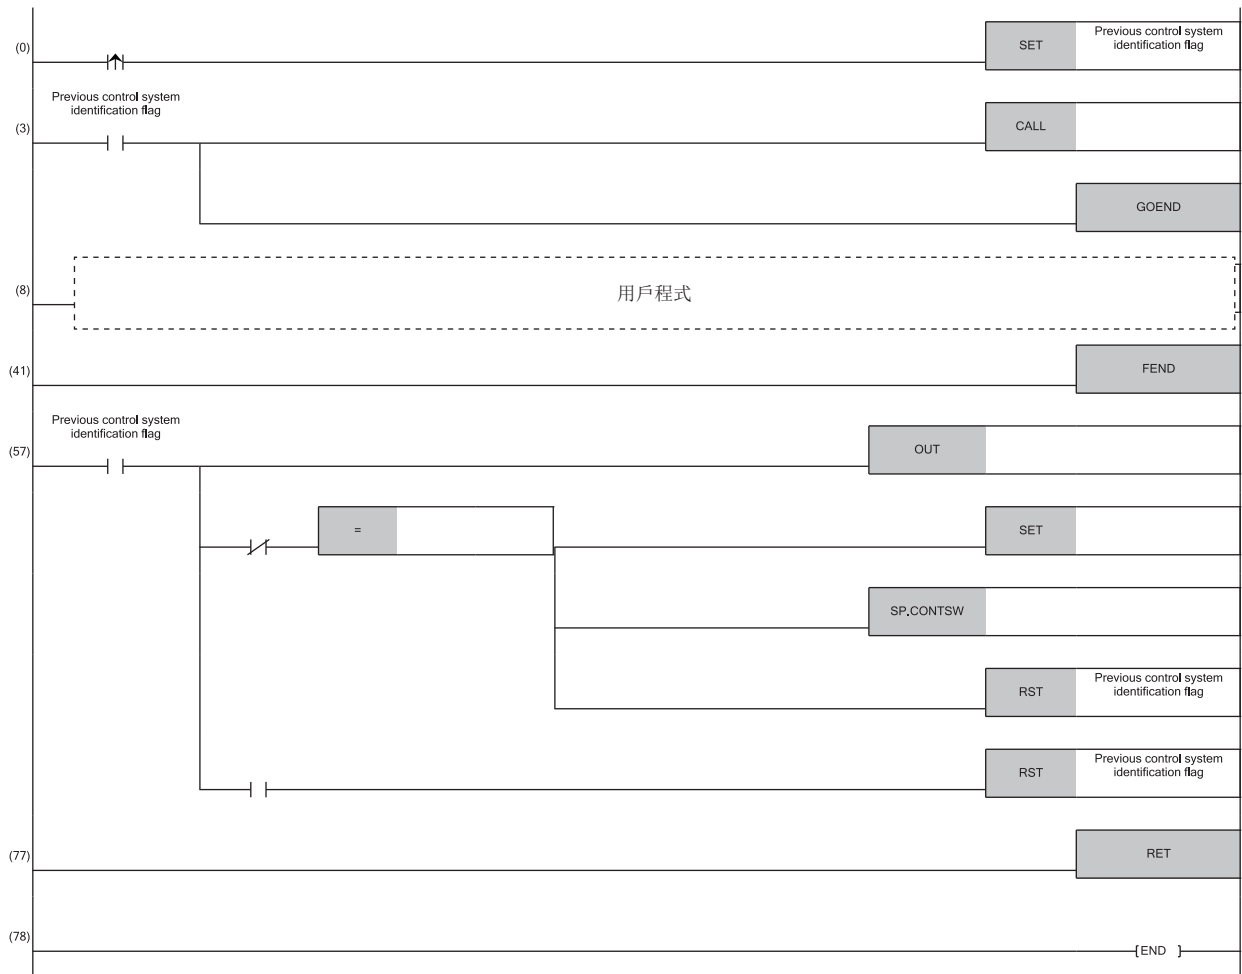 (0)
SET
Previous control system
identification flag
Previous control system
identification flag
(3)
CALL
GOEND
(8)
用戶程式
(41)
FEND
Previous control system
identification flag
(57)
OUT
=
SET
SP.CONTSW
RST
Previous control system
identification flag
RST
Previous control system
identification flag
(77)
RET
(78)
END